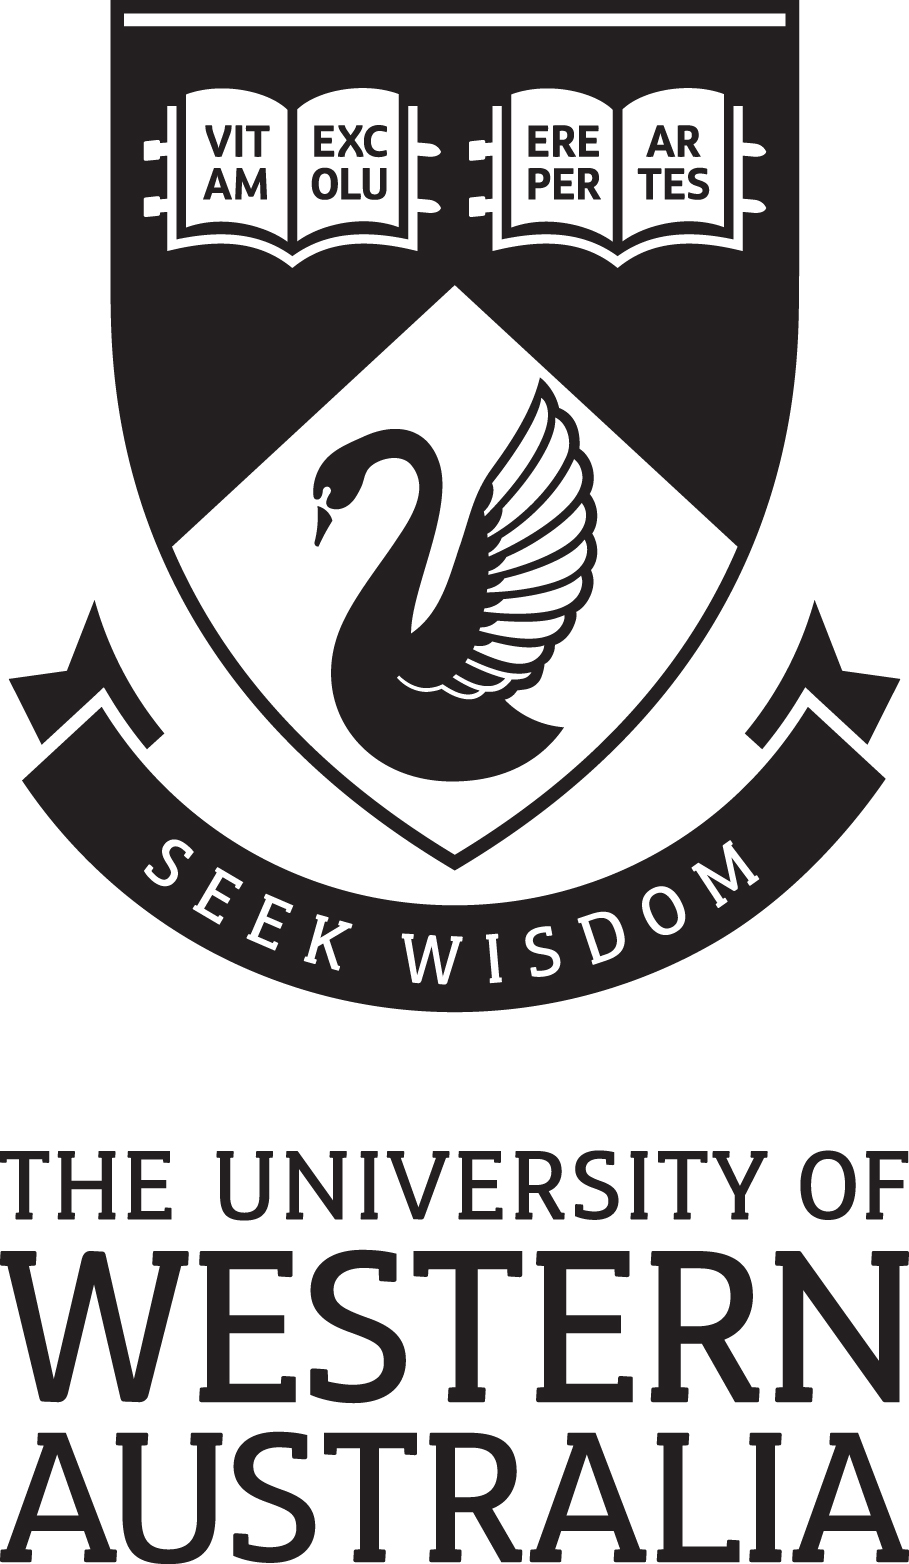 VIT EXC ERE AR
AM OLU PER TES
SEEK WISDOM
THE UNIVERSITY OF
WESTERN
AUSTRALIA